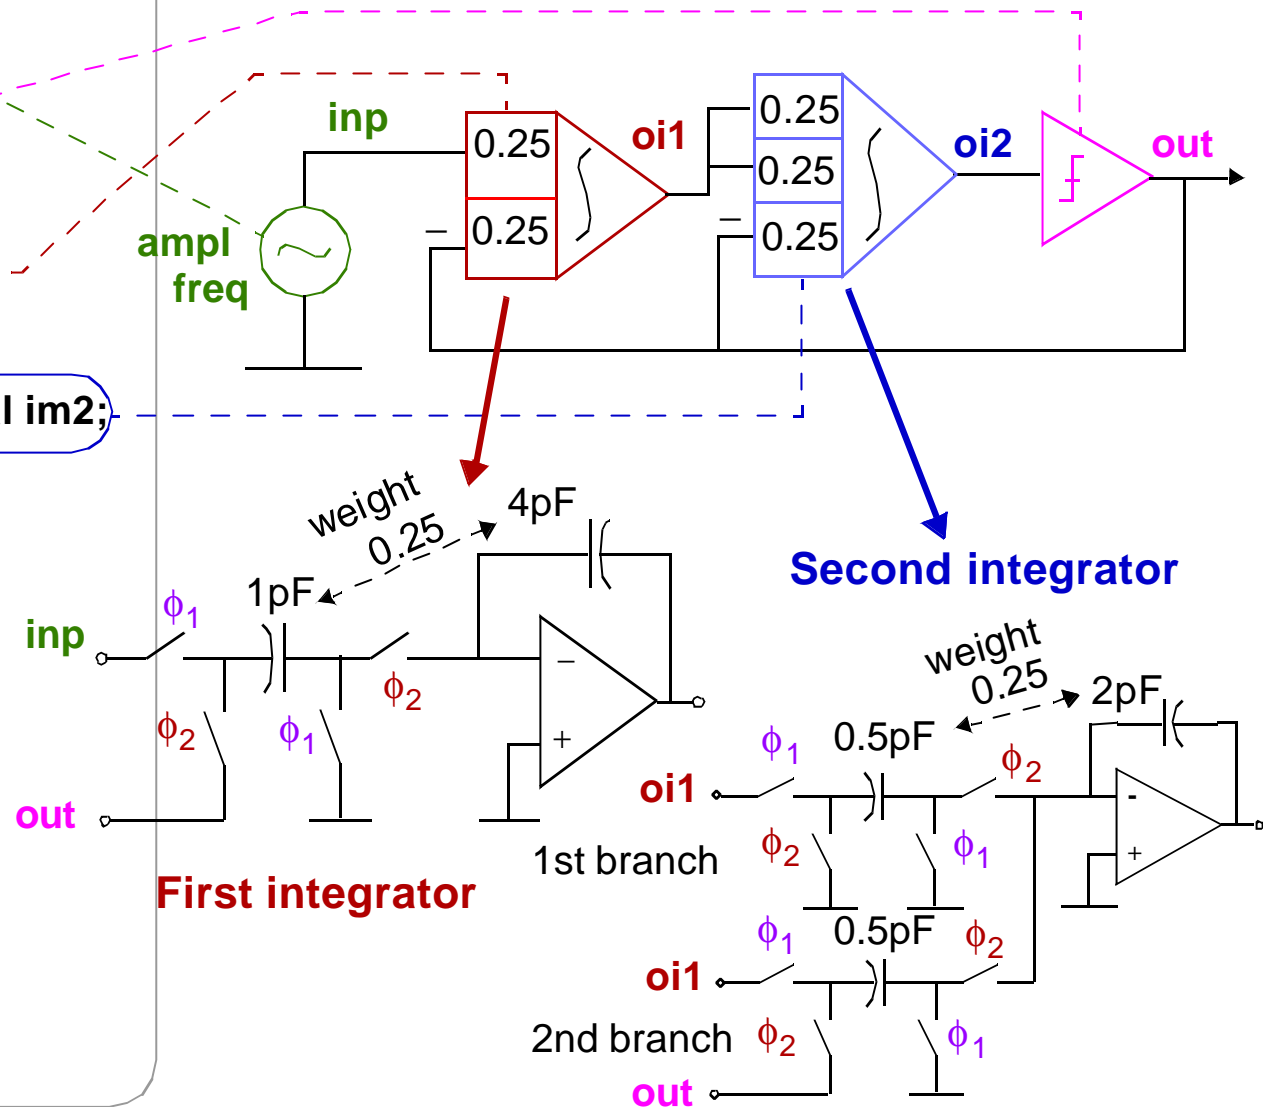 inp
0.25
0.25
–
oi1
0.25
0.25
0.25
–
oi2
out
ampl
freq
l im2;
weight
0.25
4pF
1pF
inp
ϕ1
ϕ2
ϕ2
ϕ1
–
+
out
First integrator
Second integrator
weight
0.25
2pF
0.5pF
ϕ1
ϕ2
oi1
-
+
ϕ2
ϕ1
1st branch
0.5pF
ϕ1
ϕ2
oi1
2nd branch
ϕ2
ϕ1
out